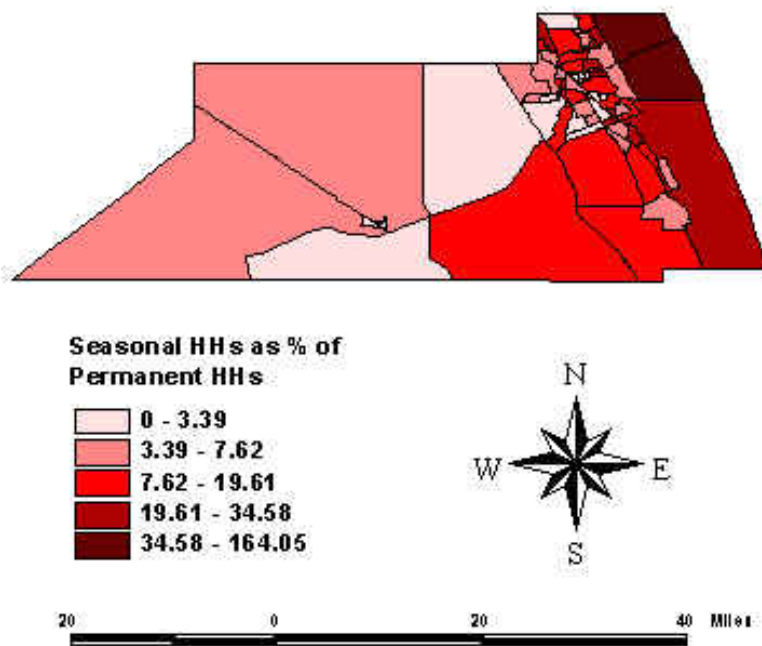 Seasonal HHs as % of
Permanent HHs
0 - 3.39
3.39 - 7.62
7.62 - 19.61
19.61 - 34.58
34.58 - 164.05
N
W E
S
20 0 20 40 Miles